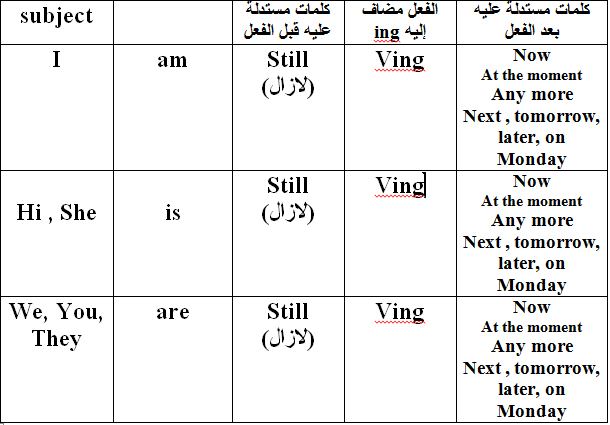 subject
كلمات مستدلة
عليه قبل الفعل
الفعل مضاف
إليه ing
كلمات مستدلة عليه
بعد الفعل
I
am
Still
(لازال)
Ving
Now
At the moment
Any more
Next , tomorrow,
later, on
Monday
Hi , She
is
Still
(لازال)
Ving
Now
At the moment
Any more
Next , tomorrow,
later, on
Monday
We, You,
They
are
Still
(لازال)
Ving
Now
At the moment
Any more
Next , tomorrow,
later, on
Monday